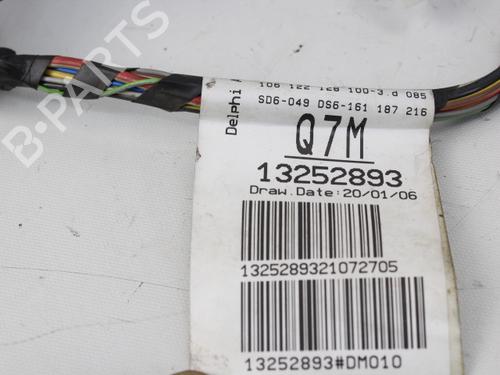 B-PARTS
Delphi
106 122 128 100-3.d 085
SD6-049 DS6-161 187 216
Q7M
13252893
Draw.Date:20/01/06
1325289321072705
13252893#DM010